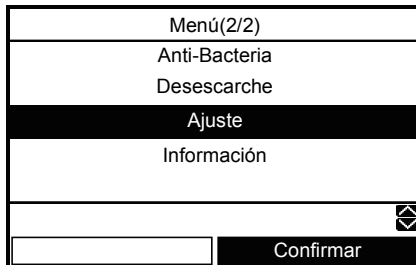 Menú(2/2)
Anti-Bacteria
Desescarche
Ajuste
Información
Confirmar